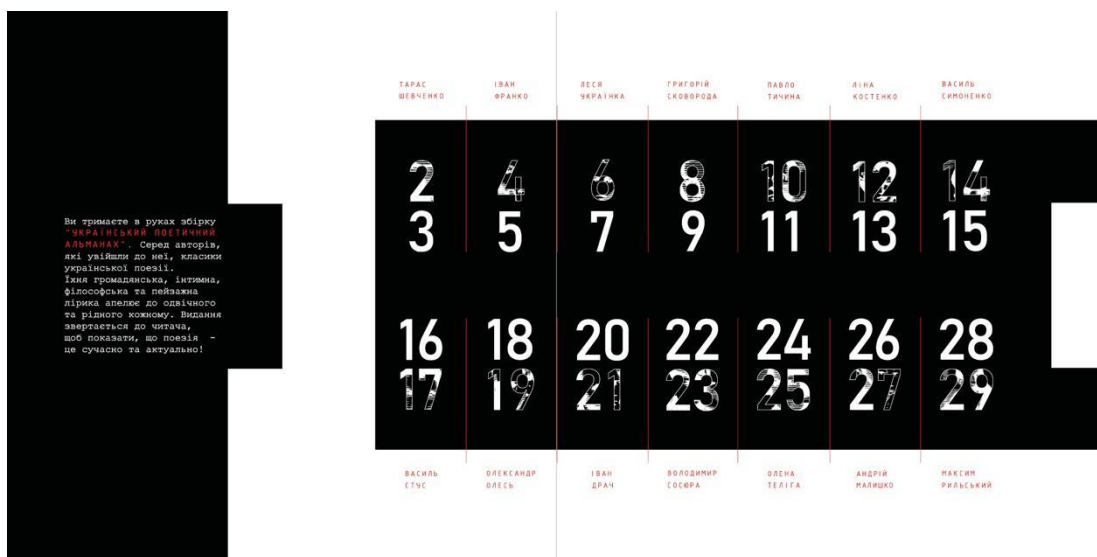 Ви тримаєте в руках збірку
"УКРАЇНСЬКИЙ ПОЕТИЧНИЙ
АЛЬМАНАХ". Серед авторів,
які увійшли до неї, класики
української поезії.
Їхня громадянська, інтимна,
філософська та пейзажна
лірика апелює до одвічного
та рідного кожному. Видання
звертається до читача,
щоб показати, що поезія -
це сучасно та актуально!
ТАРАС
ШЕВЧЕНКО
ІВАН
ФРАНКО
ЛЕСЯ
УКРАЇНКА
ГРИГОРІЙ
СКОВОРОДА
ПАВЛО
ТИЧИНА
ЛІНА
КОСТЕНКО
ВАСИЛЬ
СИМОНЕНКО
2 4 6 8 10 12 14
3 5 7 9 11 13 15
16 18 20 22 24 26 28
17 19 21 23 25 27 29
ВАСИЛЬ
СТУС
ОЛЕКСАНДР
ОЛЕСЬ
ІВАН
ДРАЧ
ВОЛОДИМИР
СОСЮРА
ОЛЕНА
ТЕЛІГА
АНДРІЙ
МАЛИШКО
МАКСИМ
РИЛЬСЬКИЙ